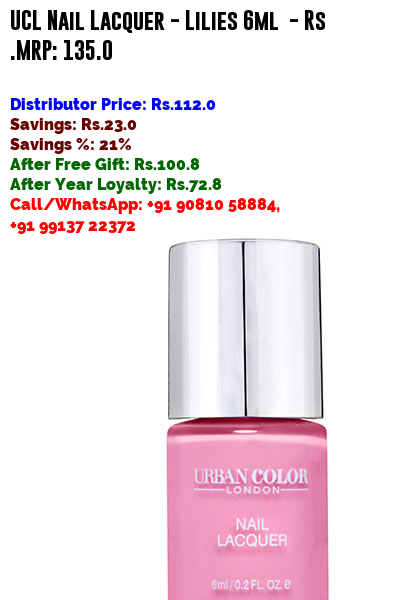 UCL Nail Lacquer - Lilies 6ml - Rs
.MRP: 135.0
Distributor Price: Rs.112.0
Savings: Rs.23.0
Savings %: 21%
After Free Gift: Rs.100.8
After Year Loyalty: Rs.72.8
Call/WhatsApp: +91 90810 58884,
+91 99137 22372
URBAN COLOR
LONDON
NAIL
LACQUER
6ml/0.2 FL. OZ. e